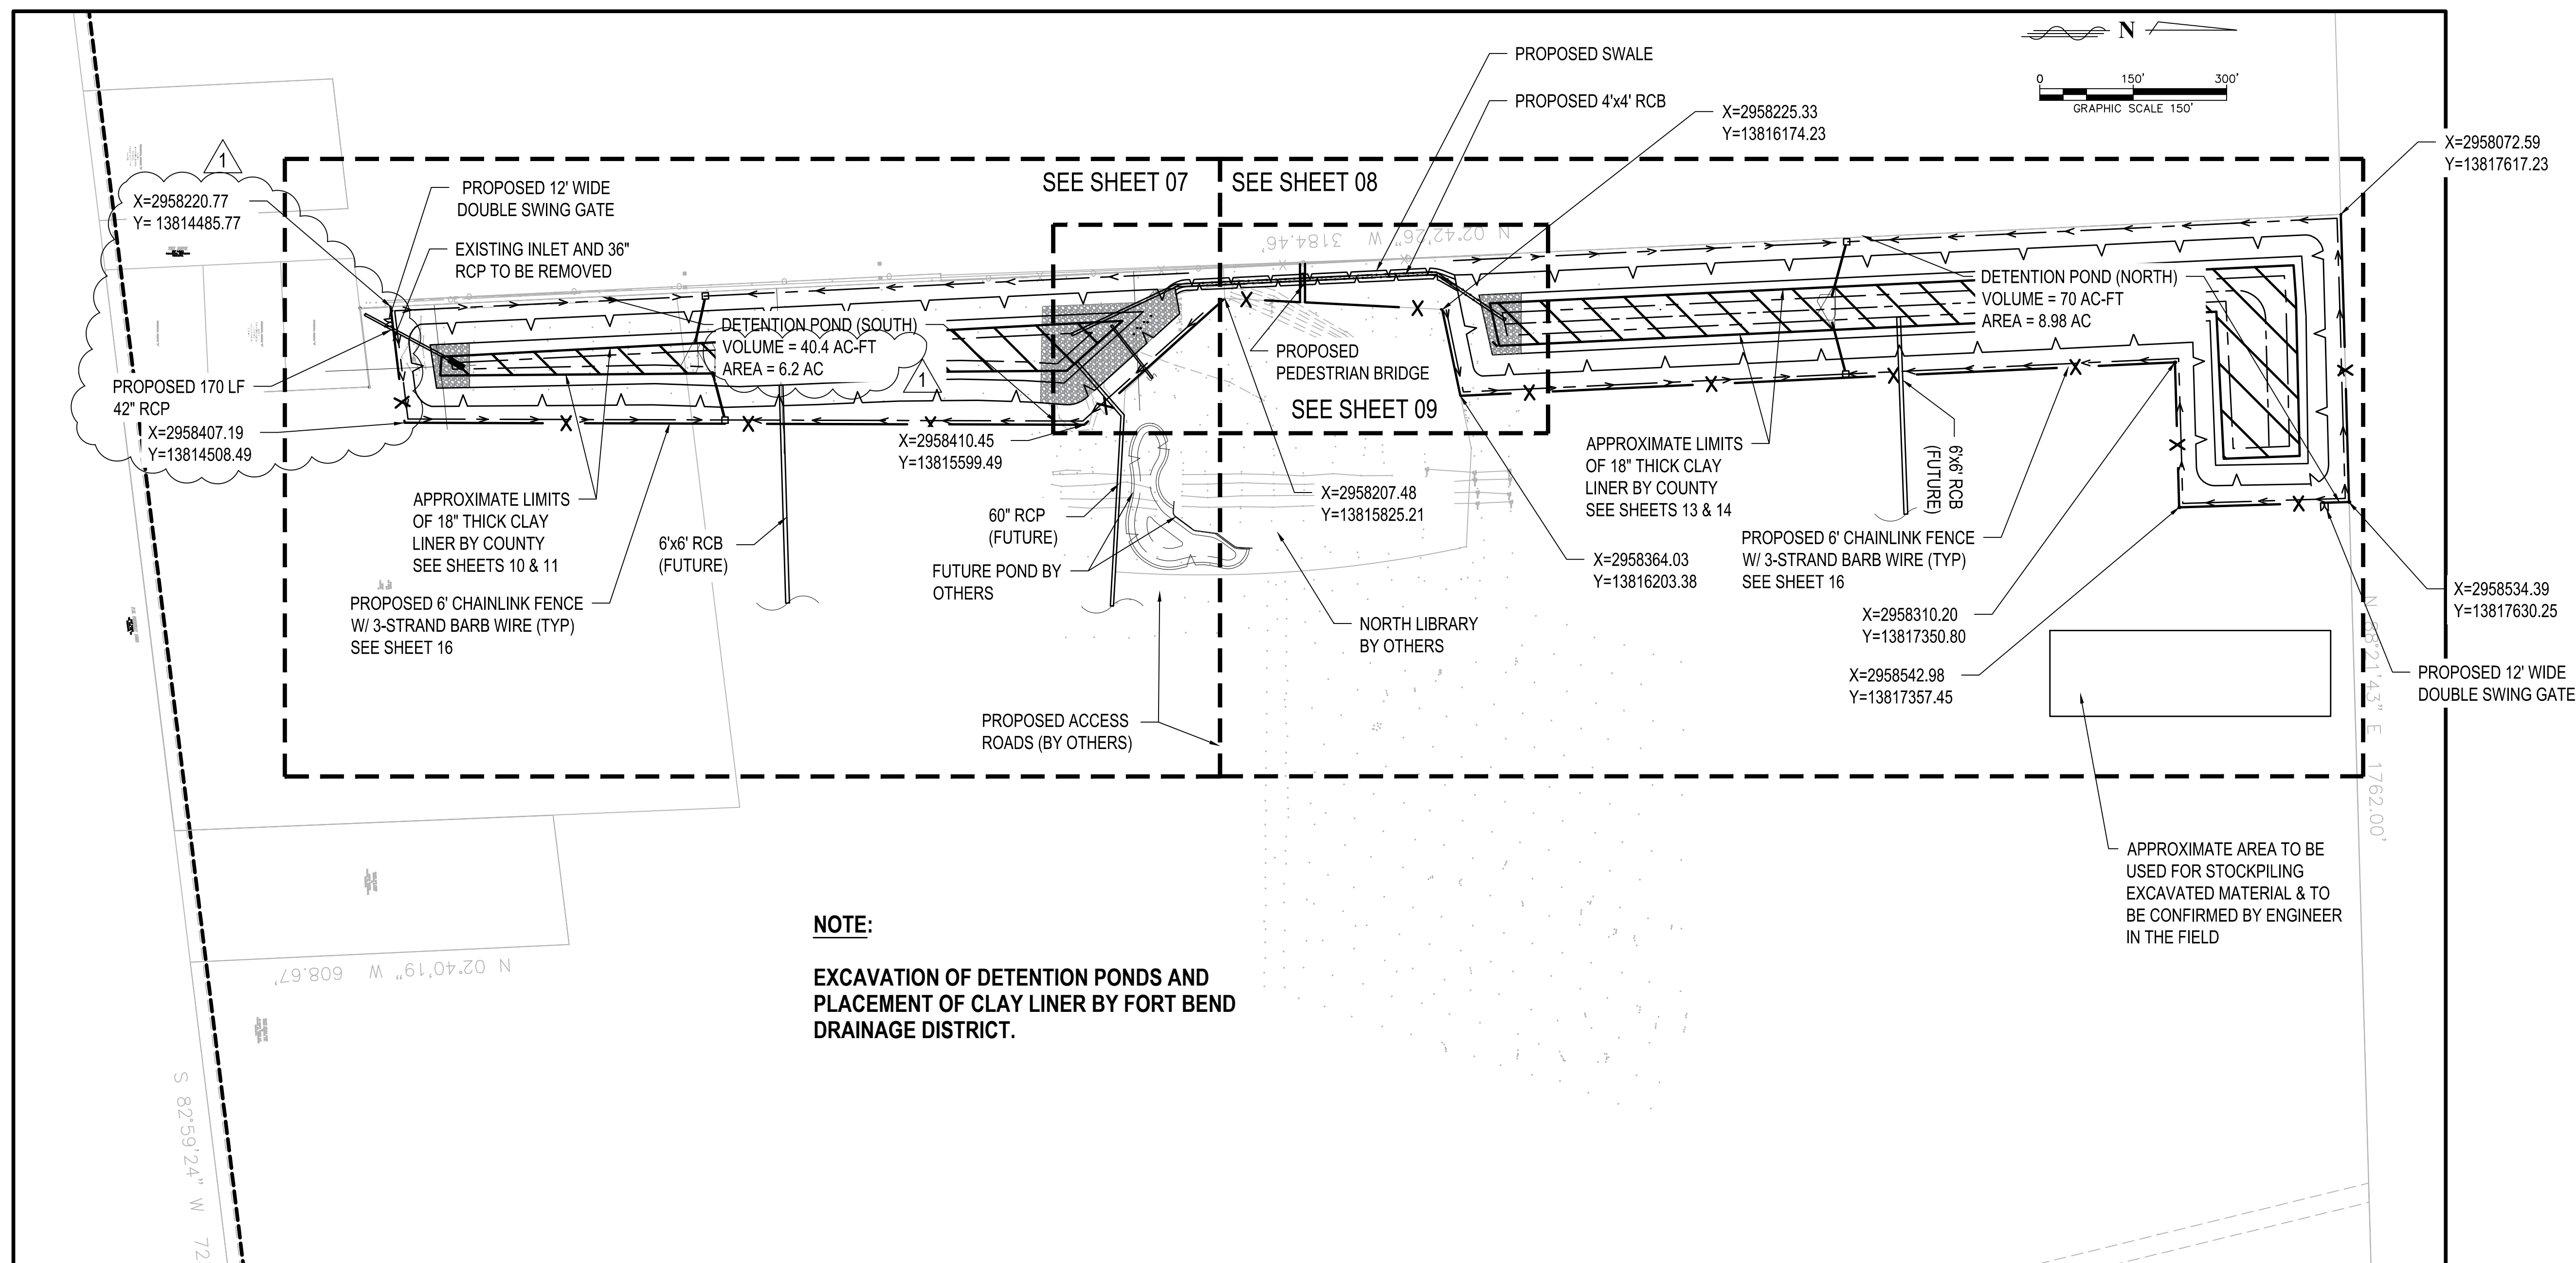 N
0 150' 300'
GRAPHIC SCALE 150'
PROPOSED SWALE
PROPOSED 4'x4' RCB
X=2958225.33
Y=13816174.23
X=2958072.59
Y=13817617.23
1
X=2958220.77
Y= 13814485.77
PROPOSED 12' WIDE
DOUBLE SWING GATE
EXISTING INLET AND 36"
RCP TO BE REMOVED
SEE SHEET 07
SEE SHEET 08
N 02°42'26" W 3184.46'
DETENTION POND (SOUTH)
VOLUME = 40.4 AC-FT
AREA = 6.2 AC
1
DETENTION POND (NORTH)
VOLUME = 70 AC-FT
AREA = 8.98 AC
PROPOSED
PEDESTRIAN BRIDGE
SEE SHEET 09
PROPOSED 170 LF
42" RCP
X=2958407.19
Y=13814508.49
X=2958410.45
Y=13815599.49
APPROXIMATE LIMITS
OF 18" THICK CLAY
LINER BY COUNTY
SEE SHEETS 10 & 11
6'x6' RCB
(FUTURE)
60" RCP
(FUTURE)
FUTURE POND BY
OTHERS
X=2958207.48
Y=13815825.21
APPROXIMATE LIMITS
OF 18" THICK CLAY
LINER BY COUNTY
SEE SHEETS 13 & 14
6'x6' RCB
(FUTURE)
PROPOSED 6' CHAINLINK FENCE
W/ 3-STRAND BARB WIRE (TYP)
SEE SHEET 16
PROPOSED 6' CHAINLINK FENCE
W/ 3-STRAND BARB WIRE (TYP)
SEE SHEET 16
X=2958364.03
Y=13816203.38
X=2958534.39
Y=13817630.25
NORTH LIBRARY
BY OTHERS
X=2958310.20
Y=13817350.80
X=2958542.98
Y=13817357.45
PROPOSED 12' WIDE
DOUBLE SWING GATE
N 88°21'43" E 1762.00'
PROPOSED ACCESS
ROADS (BY OTHERS)
APPROXIMATE AREA TO BE
USED FOR STOCKPILING
EXCAVATED MATERIAL & TO
BE CONFIRMED BY ENGINEER
IN THE FIELD
N 02°40'19" W 608.67'
NOTE:
EXCAVATION OF DETENTION PONDS AND
PLACEMENT OF CLAY LINER BY FORT BEND
DRAINAGE DISTRICT.
S 82°59'24" W 72